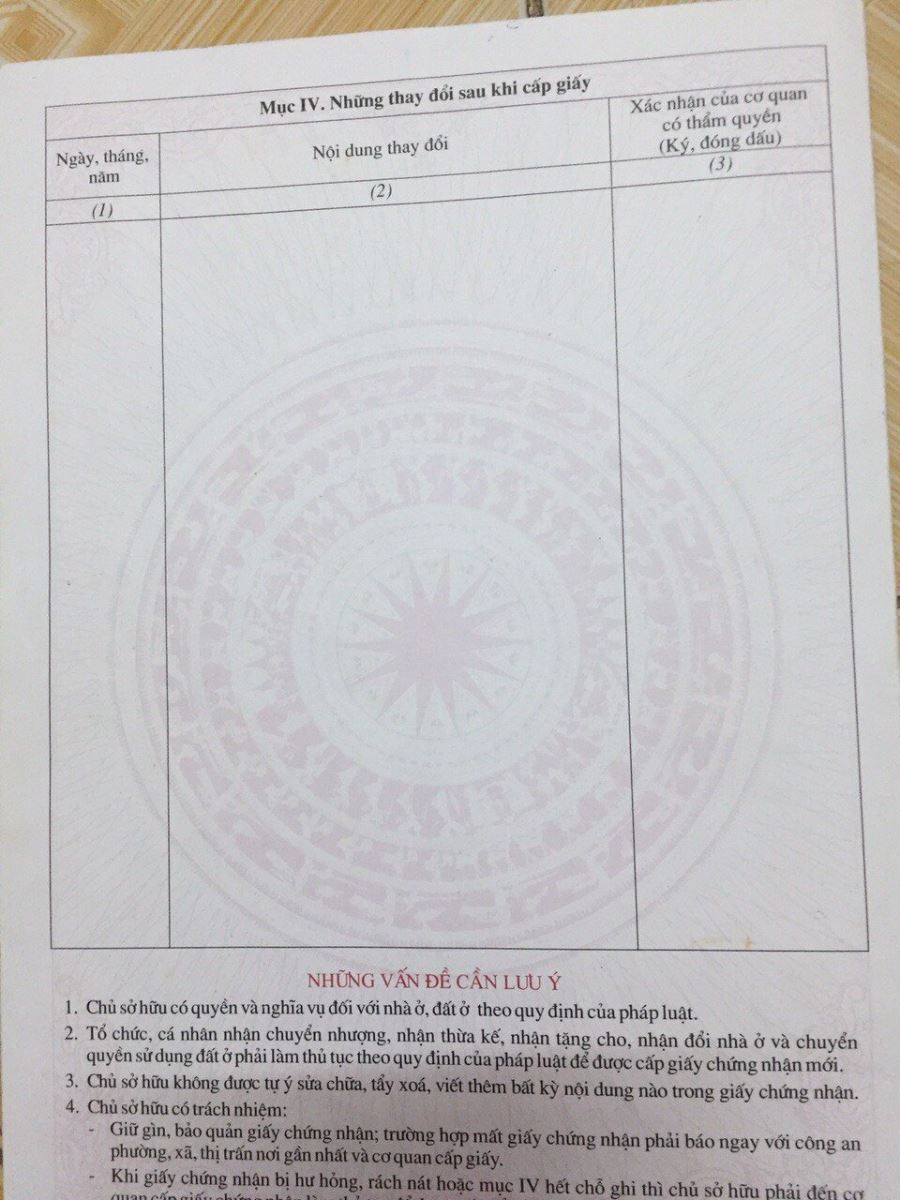 Mục IV. Những thay đổi sau khi cấp giấy
Ngày, tháng,
năm
Nội dung thay đổi
Xác nhận của cơ quan
có thẩm quyền
(Ký, đóng dấu)
(1)
(2)
(3)
NHỮNG VẤN ĐỀ CẦN LƯU Ý
1. Chủ sở hữu có quyền và nghĩa vụ đối với nhà ở, đất ở theo quy định của pháp luật.
2. Tổ chức, cá nhân nhận chuyển nhượng, nhận thừa kế, nhận tặng cho, nhận đổi nhà ở và chuyển
quyền sử dụng đất ở phải làm thủ tục theo quy định của pháp luật để được cấp giấy chứng nhận mới.
3. Chủ sở hữu không được tự ý sửa chữa, tẩy xoá, viết thêm bất kỳ nội dung nào trong giấy chứng nhận.
4. Chủ sở hữu có trách nhiệm:
- Giữ gìn, bảo quản giấy chứng nhận; trường hợp mất giấy chứng nhận phải báo ngay với công an
phường, xã, thị trấn nơi gần nhất và cơ quan cấp giấy.
- Khi giấy chứng nhận bị hư hỏng, rách nát hoặc mục IV hết chỗ ghi thì chủ sở hữu phải đến cơ
quan cấp giấy chứng nhận